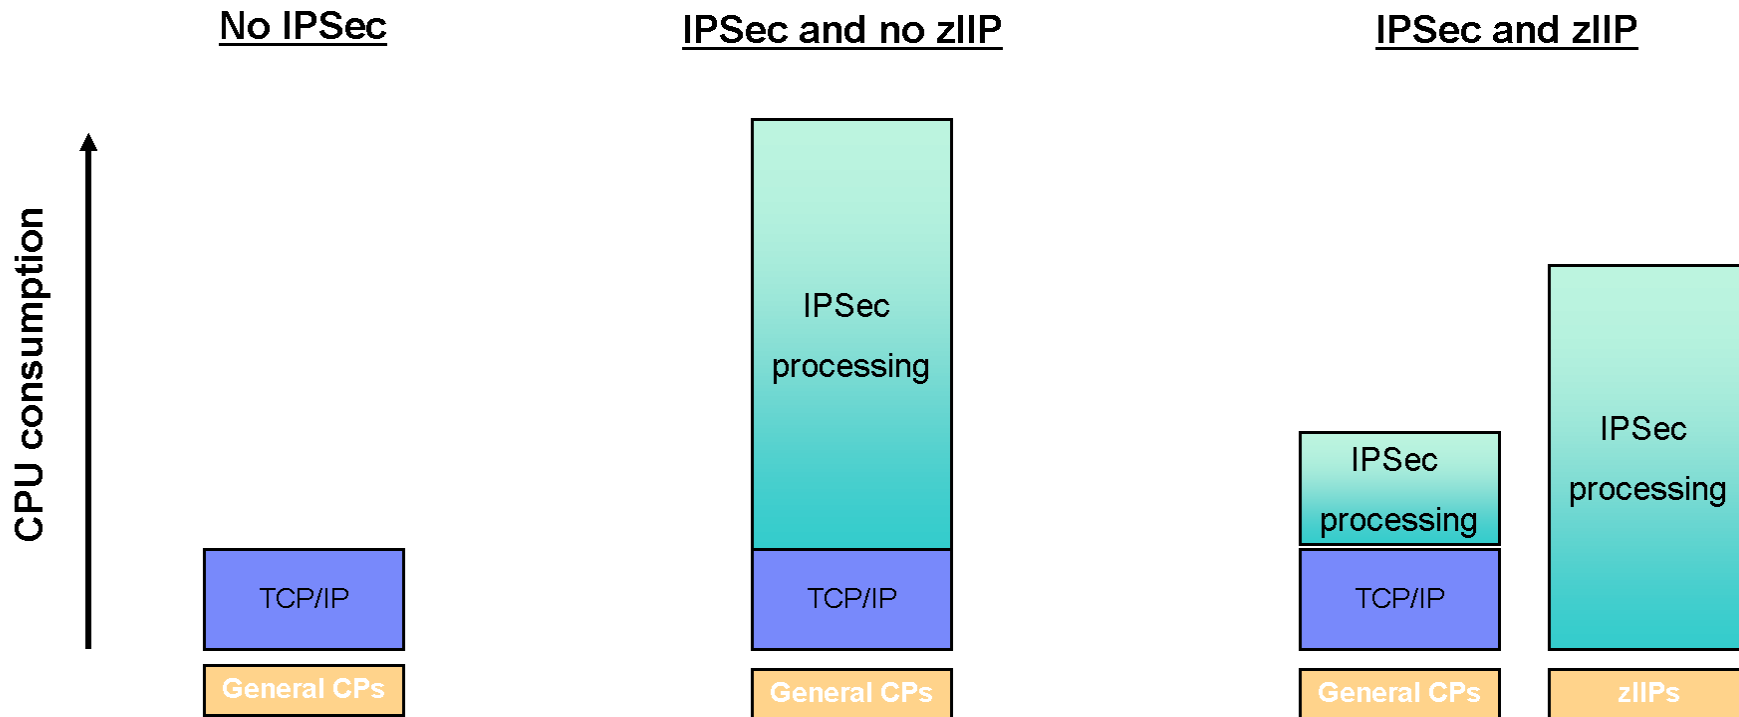 No IPSec
IPSec and no zIIP
IPSec and zIIP
CPU consumption
TCP/IP
General CPs
IPSec
processing
TCP/IP
General CPs
IPSec
processing
TCP/IP
General CPs
IPSec
processing
zIIPs